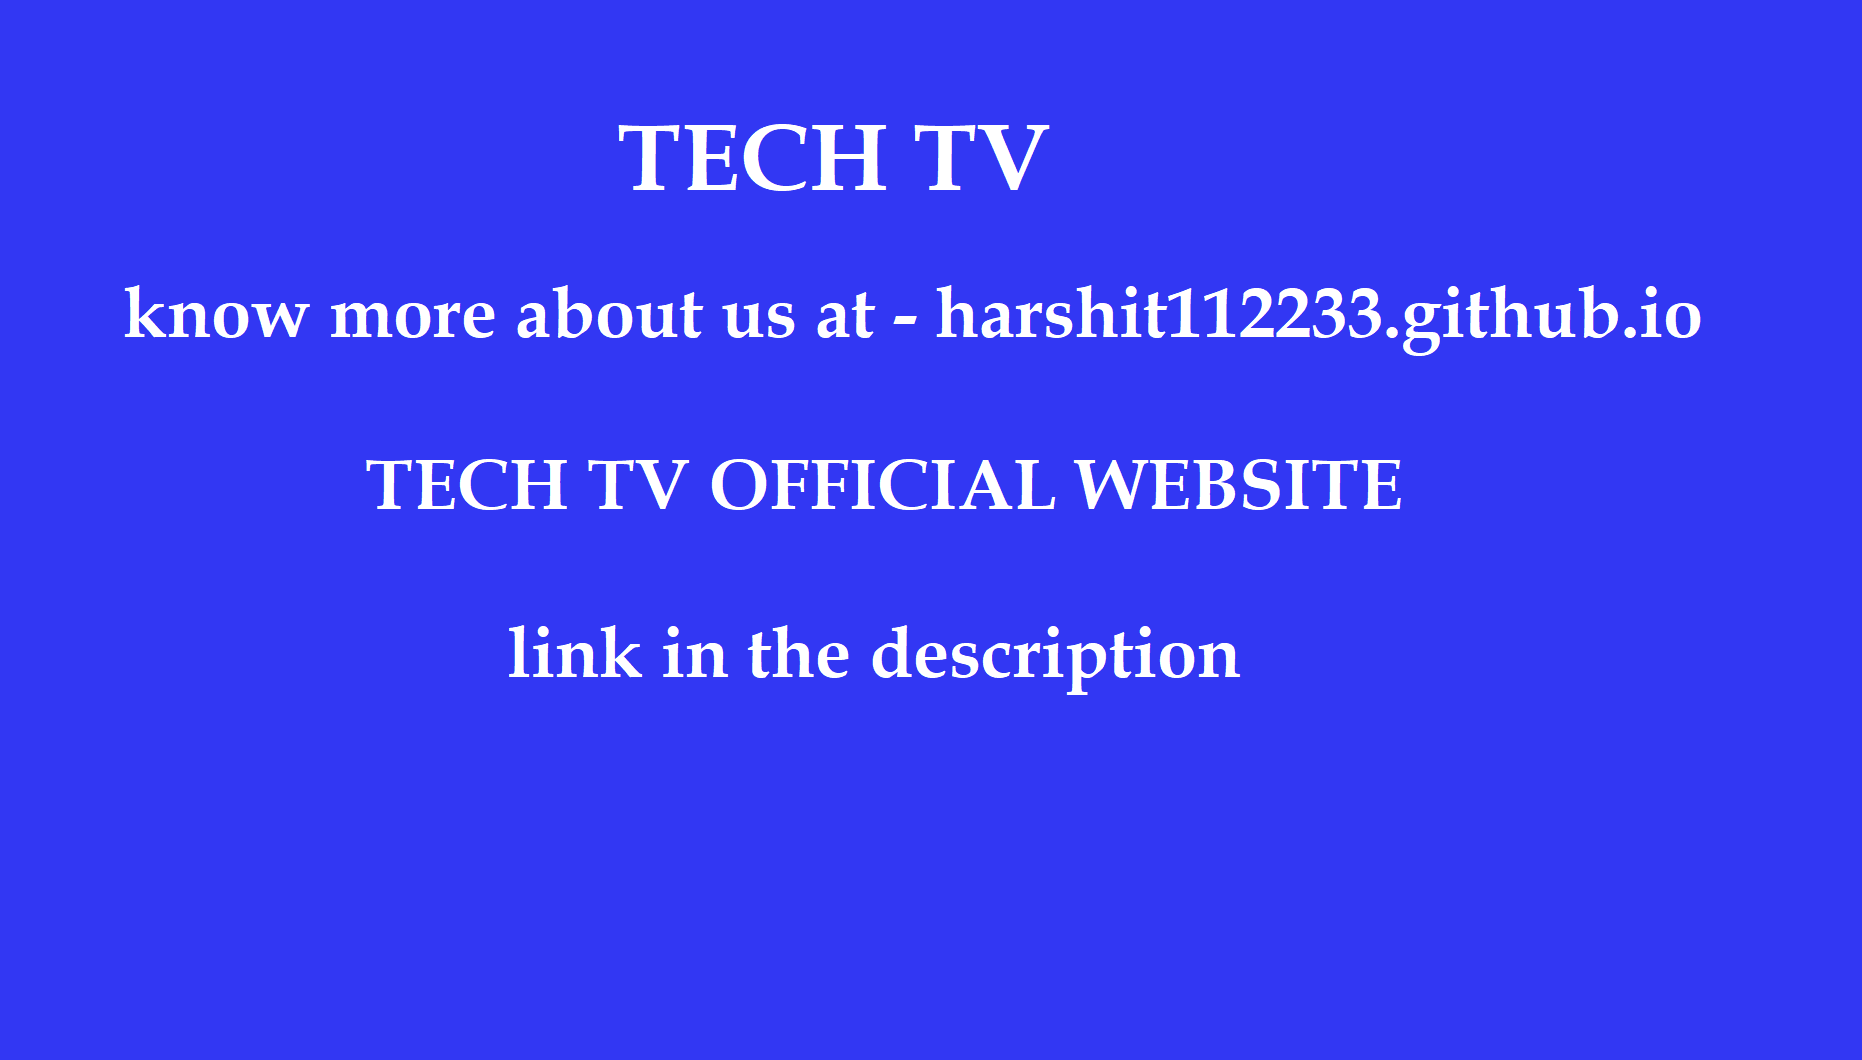 TECH TV
know more about us at - harshit112233.github.io
TECH TV OFFICIAL WEBSITE
link in the description